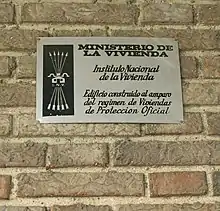 MINISTERIO DE
LA VIVIENDA
Instituto Nacional
de la Vivienda
Edificio construido al amparo
del regimen de Viviendas
de Protección Oficial